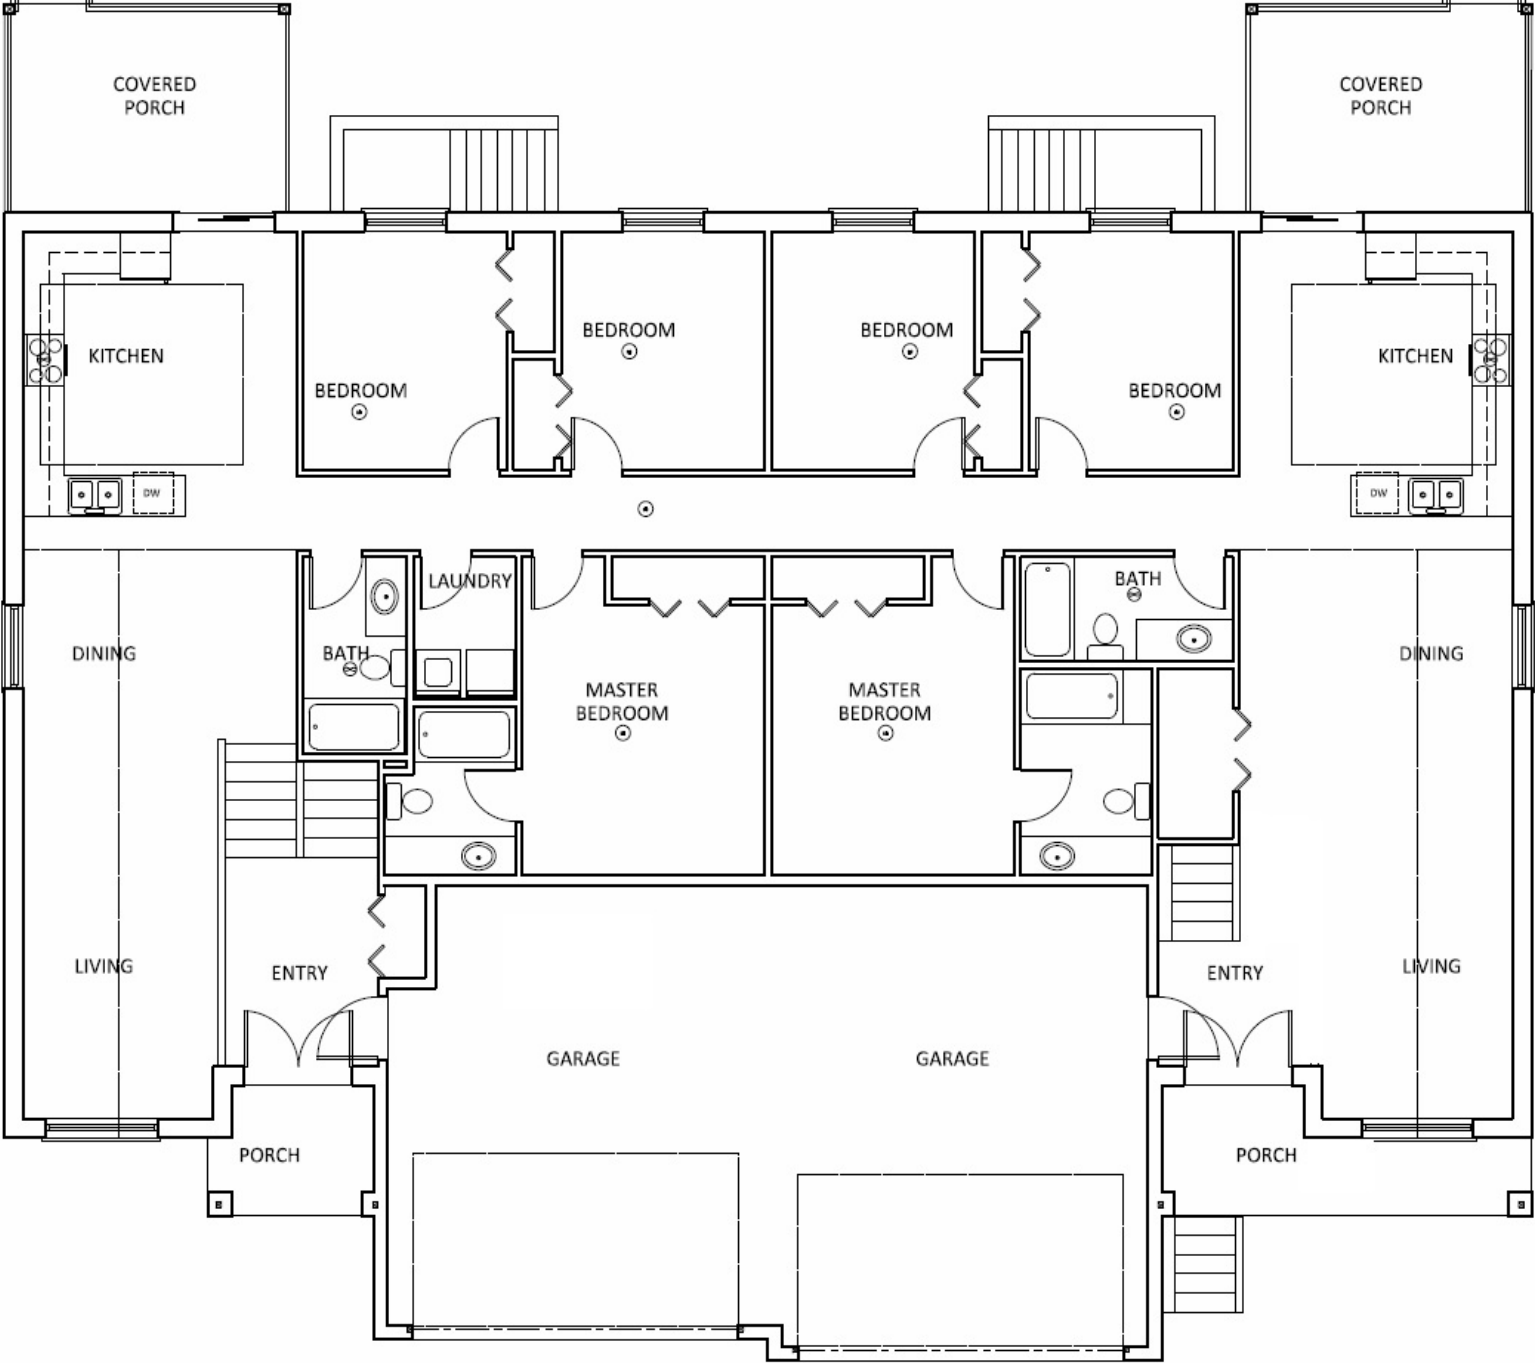 COVERED
PORCH
COVERED
PORCH
BEDROOM
BEDROOM
KITCHEN
KITCHEN
BEDROOM
BEDROOM
DW
DW
LAUNDRY
BATH
DINING
BATH
DINING
MASTER
BEDROOM
MASTER
BEDROOM
LIVING
ENTRY
ENTRY
LIVING
GARAGE
GARAGE
PORCH
PORCH